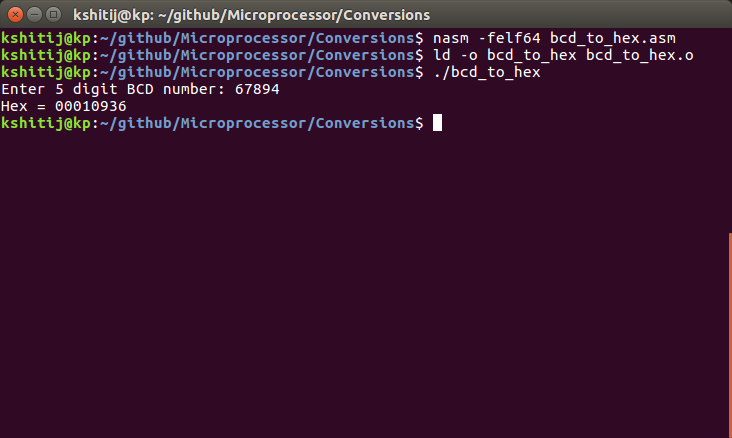 kshitij@kp: ~/github/Microprocessor/Conversions
kshitij@kp:~/github/Microprocessor/Conversions$ nasm -felf64 bcd_to_hex.asm
kshitij@kp:~/github/Microprocessor/Conversions$ ld -o bcd_to_hex bcd_to_hex.o
kshitij@kp:~/github/Microprocessor/Conversions$ ./bcd_to_hex
Enter 5 digit BCD number: 67894
Hex = 00010936
kshitij@kp:~/github/Microprocessor/Conversions$